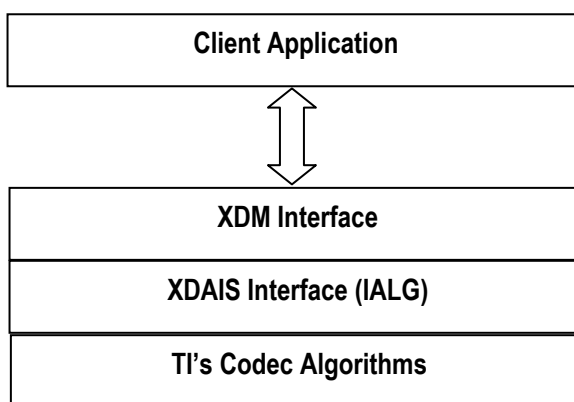 Client Application
XDM Interface
XDAIS Interface (IALG)
TI’s Codec Algorithms